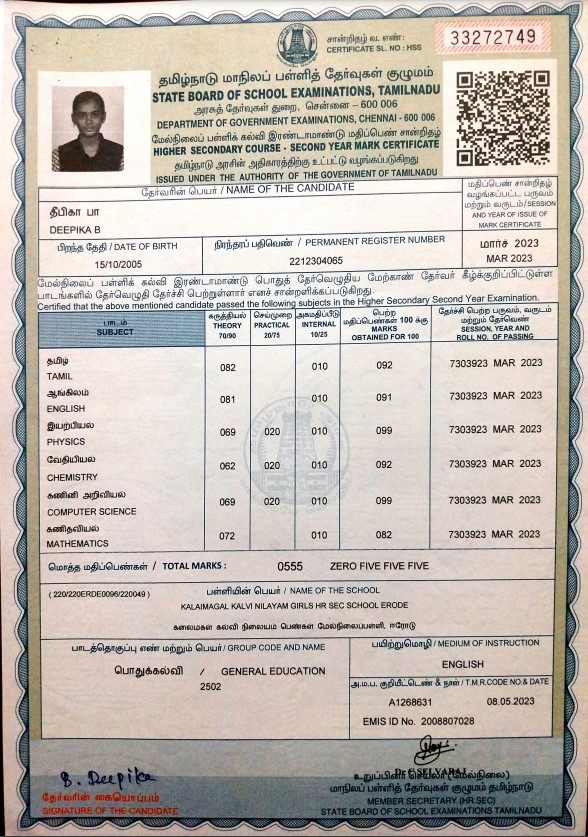 சான்றிதழ் வ. எண்:
CERTIFICATE SL. NO : HSS
33272749
தமிழ்நாடு மாநிலப் பள்ளித் தேர்வுகள் குழுமம்
STATE BOARD OF SCHOOL EXAMINATIONS, TAMILNADU
அரசுத் தேர்வுகள் துறை, சென்னை – 600 006
DEPARTMENT OF GOVERNMENT EXAMINATIONS, CHENNAI - 600 006
மேல்நிலைப் பள்ளிக் கல்வி இரண்டாமாண்டு மதிப்பெண் சான்றிதழ்
HIGHER SECONDARY COURSE - SECOND YEAR MARK CERTIFICATE
தமிழ்நாடு அரசின் அதிகாரத்திற்கு உட்பட்டு வழங்கப்படுகிறது
ISSUED UNDER THE AUTHORITY OF THE GOVERNMENT OF TAMILNADU
தேர்வரின் பெயர் / NAME OF THE CANDIDATE
மதிப்பெண் சான்றிதழ்
வழங்கப்பட்ட பருவம்
மற்றும் வருடம்/SESSION
AND YEAR OF ISSUE OF
MARK CERTIFICATE
தீபிகா பா
DEEPIKA B
பிறந்த தேதி / DATE OF BIRTH
நிரந்தரப் பதிவெண் / PERMANENT REGISTER NUMBER
மார்ச் 2023
MAR 2023
15/10/2005
2212304065
மேல்நிலைப் பள்ளிக் கல்வி இரண்டாமாண்டு பொதுத் தேர்வெழுதிய மேற்காண் தேர்வர் கீழ்க்குறிப்பிட்டுள்ள
பாடங்களில் தேர்வெழுதி தேர்ச்சி பெற்றுள்ளார் எனச் சான்றளிக்கப்படுகிறது.
Certified that the above mentioned candidate passed the following subjects in the Higher Secondary Second Year Examination.
பாடம்
SUBJECT
கருத்தியல்
THEORY
70/90
செய்முறை
PRACTICAL
20/75
அகமதிப்பீடு
INTERNAL
10/25
பெற்ற
மதிப்பெண்கள் 100 க்கு
MARKS
OBTAINED FOR 100
தேர்ச்சி பெற்ற பருவம், வருடம்
மற்றும் தேர்வெண்
SESSION, YEAR AND
ROLL NO. OF PASSING
தமிழ்
TAMIL 082 010 092 7303923 MAR 2023
ஆங்கிலம்
ENGLISH 081 010 091 7303923 MAR 2023
இயற்பியல்
PHYSICS 069 020 010 099 7303923 MAR 2023
வேதியியல்
CHEMISTRY 062 020 010 092 7303923 MAR 2023
கணினி அறிவியல்
COMPUTER SCIENCE 069 020 010 099 7303923 MAR 2023
கணிதவியல்
MATHEMATICS 072 010 082 7303923 MAR 2023
மொத்த மதிப்பெண்கள் / TOTAL MARKS : 0555 ZERO FIVE FIVE FIVE
( 220/220ERDE0096/220049 )
பள்ளியின் பெயர் / NAME OF THE SCHOOL
KALAIMAGAL KALVI NILAYAM GIRLS HR SEC SCHOOL ERODE
கலைமகள் கல்வி நிலையம் பெண்கள் மேல்நிலைப்பள்ளி, ஈரோடு
பாடத்தொகுப்பு எண் மற்றும் பெயர்/ GROUP CODE AND NAME
பயிற்றுமொழி / MEDIUM OF INSTRUCTION
பொதுக்கல்வி / GENERAL EDUCATION
2502
ENGLISH
அ.ம.ப. குறியீட்டெண் & நாள் / T.M.R.CODE NO.& DATE
A1268631 08.05.2023
EMIS ID No. 2008807028
B. Deepika
தேர்வரின் கையொப்பம்
SIGNATURE OF THE CANDIDATE
உறுப்பினர் செயலர் (மேல்நிலை)
மாநிலப் பள்ளித் தேர்வுகள் குழுமம் தமிழ்நாடு
MEMBER SECRETARY (HR.SEC)
STATE BOARD OF SCHOOL EXAMINATIONS TAMILNADU